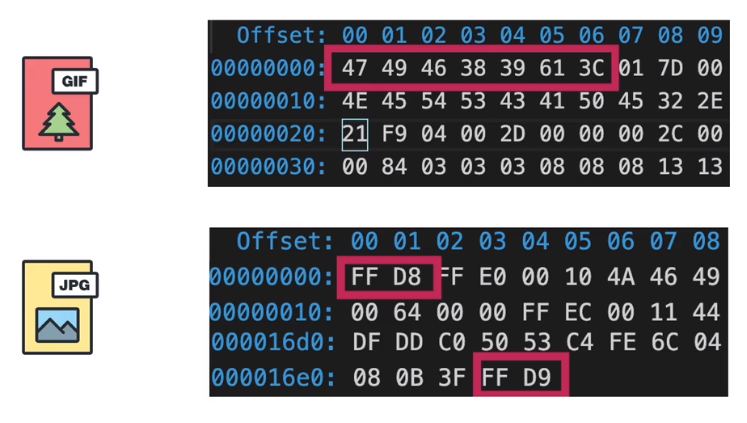 GIF
Offset: 00 01 02 03 04 05 06 07 08 09
00000000: 47 49 46 38 39 61 3C 01 7D 00
00000010: 4E 45 54 53 43 41 50 45 32 2E
00000020: 21 F9 04 00 2D 00 00 00 2C 00
00000030: 00 84 03 03 03 08 08 08 13 13
JPG
Offset: 00 01 02 03 04 05 06 07 08
00000000: FF D8 FF E0 00 10 4A 46 49
00000010: 00 64 00 00 FF EC 00 11 44
000016d0: DF DD C0 50 53 C4 FE 6C 04
000016e0: 08 0B 3F FF D9